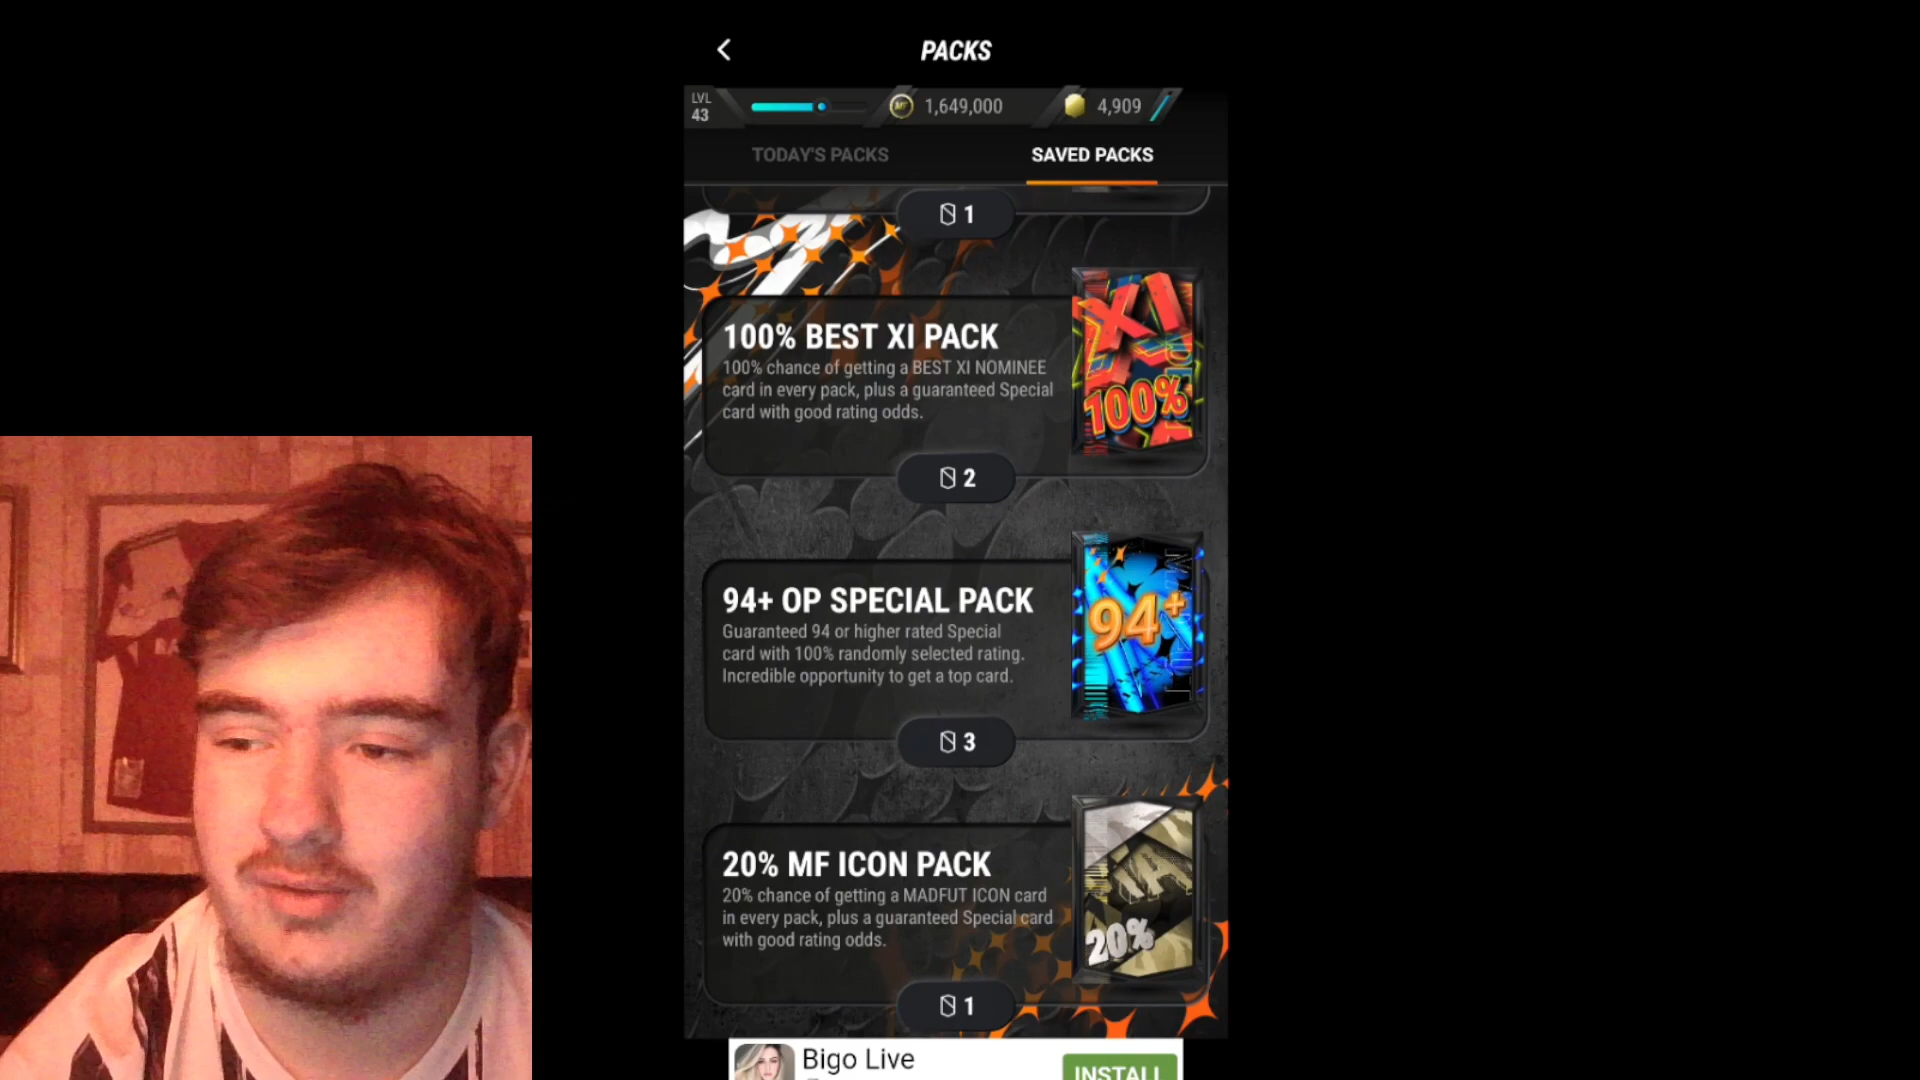 PACKS
LVL
43
MF
1,649,000
4,909
TODAY'S PACKS
SAVED PACKS
1
100% BEST XI PACK
100% chance of getting a BEST XI NOMINEE
card in every pack, plus a guaranteed Special
card with good rating odds.
XI
100%
2
94+ OP SPECIAL PACK
Guaranteed 94 or higher rated Special
card with 100% randomly selected rating.
Incredible opportunity to get a top card.
94+
3
20% MF ICON PACK
20% chance of getting a MADFUT ICON card
in every pack, plus a guaranteed Special card
with good rating odds.
20%
1
Bigo Live
INSTALL